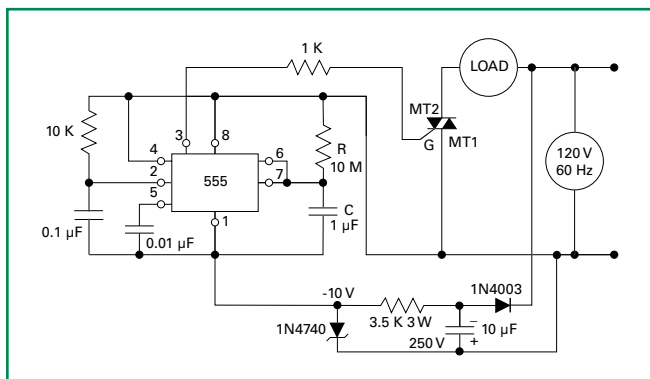 1 K
LOAD
MT2
10 K
3
8
G
MT1
4
6
R
120 V
60 Hz
2
555
7
10 M
5
C
1
1 µF
0.1 µF
0.01 µF
-10 V
1N4003
1N4740
3.5 K 3 W
–
10 µF
250 V
+